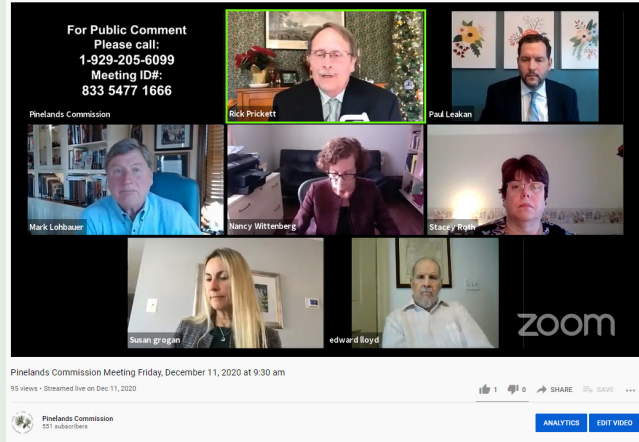 For Public Comment
Please call:
1-929-205-6099
Meeting ID#:
833 5477 1666
Pinelands Commission
Rick Prickett
Paul Leakan
Mark Lohbauer
Nancy Wittenberg
Stacey Roth
Susan grogan
edward lloyd
zoom
Pinelands Commission Meeting Friday, December 11, 2020 at 9:30 am
95 views • Streamed live on Dec 11, 2020
1
0
SHARE
SAVE
Pinelands Commission
551 subscribers
ANALYTICS
EDIT VIDEO